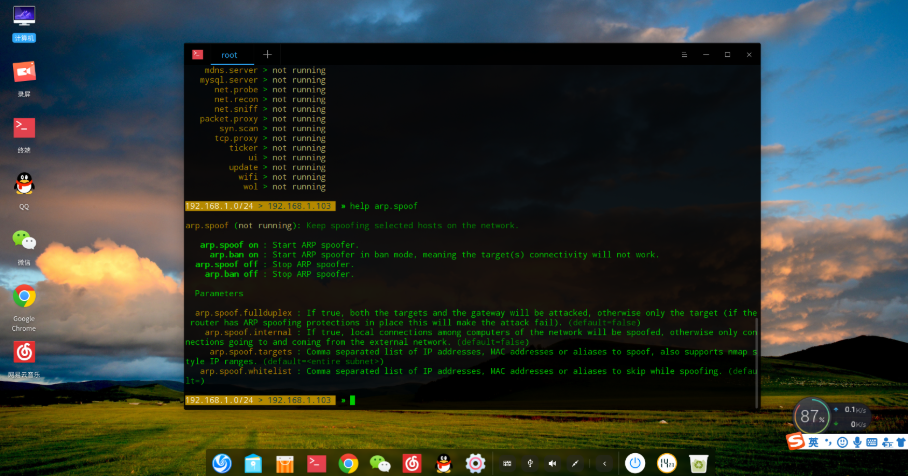 计算机
录屏
终端
QQ
微信
Google
Chrome
网易云音乐
root
mdns.server > not running
mysql.server > not running
net.probe > not running
net.recon > not running
net.sniff > not running
packet.proxy > not running
syn.scan > not running
tcp.proxy > not running
ticker > not running
ui > not running
update > not running
wifi > not running
wol > not running
192.168.1.0/24 > 192.168.1.103 » help arp.spoof
arp.spoof (not running): Keep spoofing selected hosts on the network.
arp.spoof on : Start ARP spoofer.
arp.ban on : Start ARP spoofer in ban mode, meaning the target(s) connectivity will not work.
arp.spoof off : Stop ARP spoofer.
arp.ban off : Stop ARP spoofer.
Parameters
arp.spoof.fullduplex : If true, both the targets and the gateway will be attacked, otherwise only the target (if the
router has ARP spoofing protections in place this will make the attack fail). (default=false)
arp.spoof.internal : If true, local connections among computers of the network will be spoofed, otherwise only con
nections going to and coming from the external network. (default=false)
arp.spoof.targets : Comma separated list of IP addresses, MAC addresses or aliases to spoof, also supports nmap s
tyle IP ranges. (default=<entire subnet>)
arp.spoof.whitelist : Comma separated list of IP addresses, MAC addresses or aliases to skip while spoofing. (defau
lt=)
192.168.1.0/24 > 192.168.1.103 »
87%
0.1K/s
0K/s
英